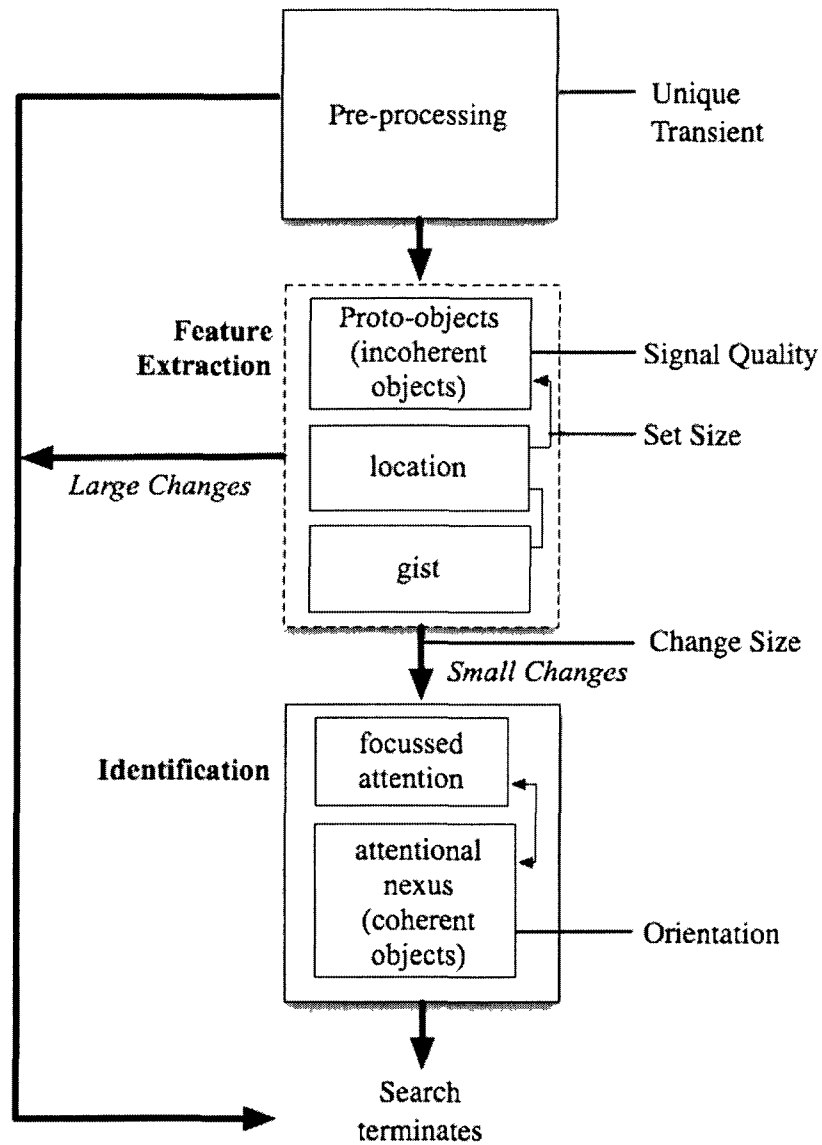 Pre-processing
Unique
Transient
Feature
Extraction
Proto-objects
(incoherent
objects)
Signal Quality
Set Size
location
Large Changes
gist
Change Size
Small Changes
Identification
focussed
attention
attentional
nexus
(coherent
objects)
Orientation
Search
terminates